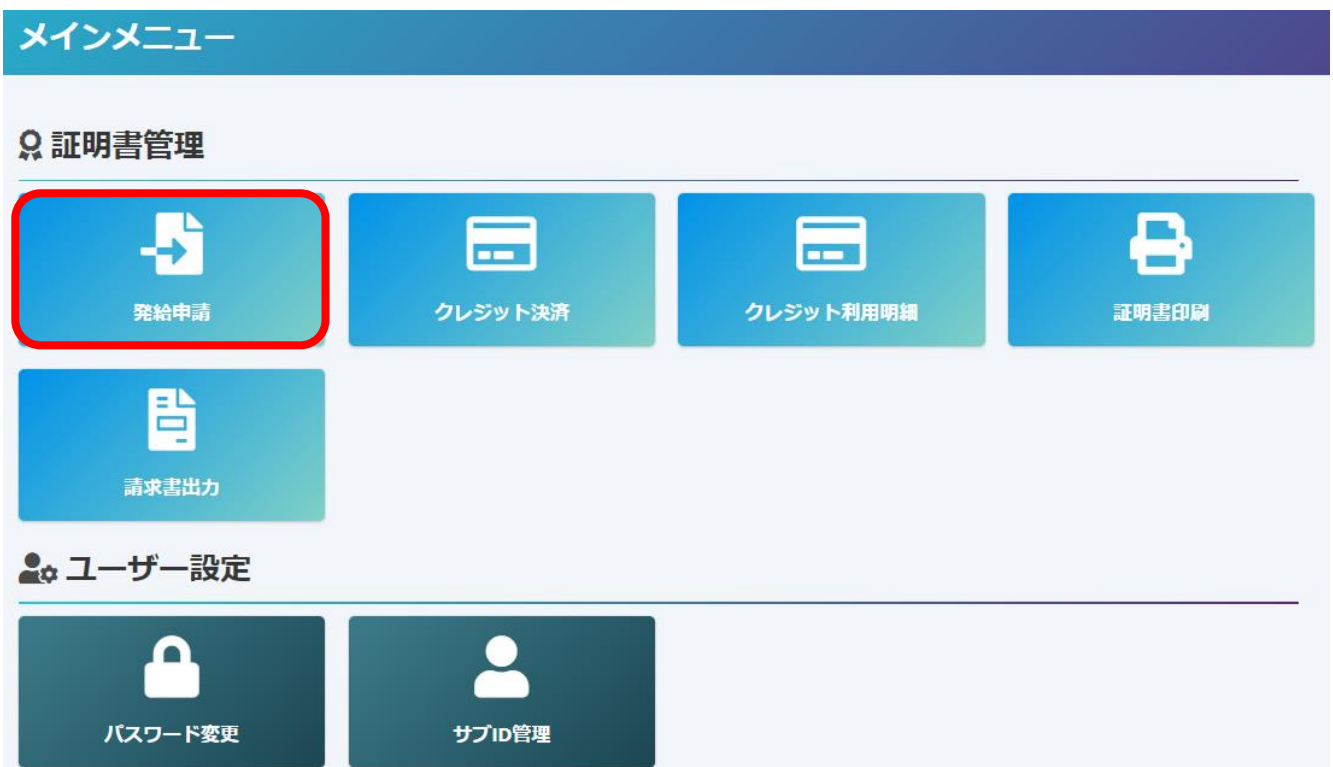 メインメニュー
証明書管理
発給申請
クレジット決済
クレジット利用明細
証明書印刷
請求書出力
ユーザー設定
パスワード変更
サブID管理